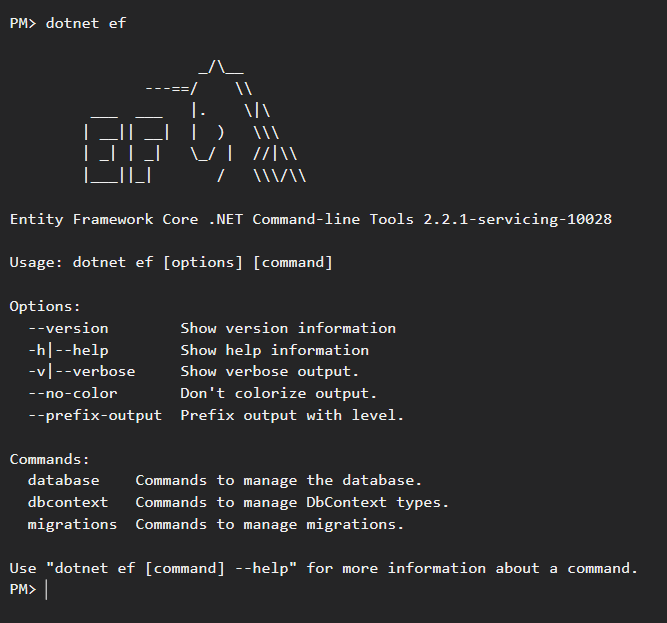 PM> dotnet ef
                     _/\__
               ---==/    \\
         ___  ___   |.    \|\
        | __|| __|  |  )   \\\
        | _| | _|   \_/ |  //|\\
        |___||_|       /   \\\/\\
Entity Framework Core .NET Command-line Tools 2.2.1-servicing-10028
Usage: dotnet ef [options] [command]
Options:
  --version        Show version information
  -h|--help        Show help information
  -v|--verbose     Show verbose output.
  --no-color       Don't colorize output.
  --prefix-output  Prefix output with level.
Commands:
  database    Commands to manage the database.
  dbcontext   Commands to manage DbContext types.
  migrations  Commands to manage migrations.
Use "dotnet ef [command] --help" for more information about a command.
PM>